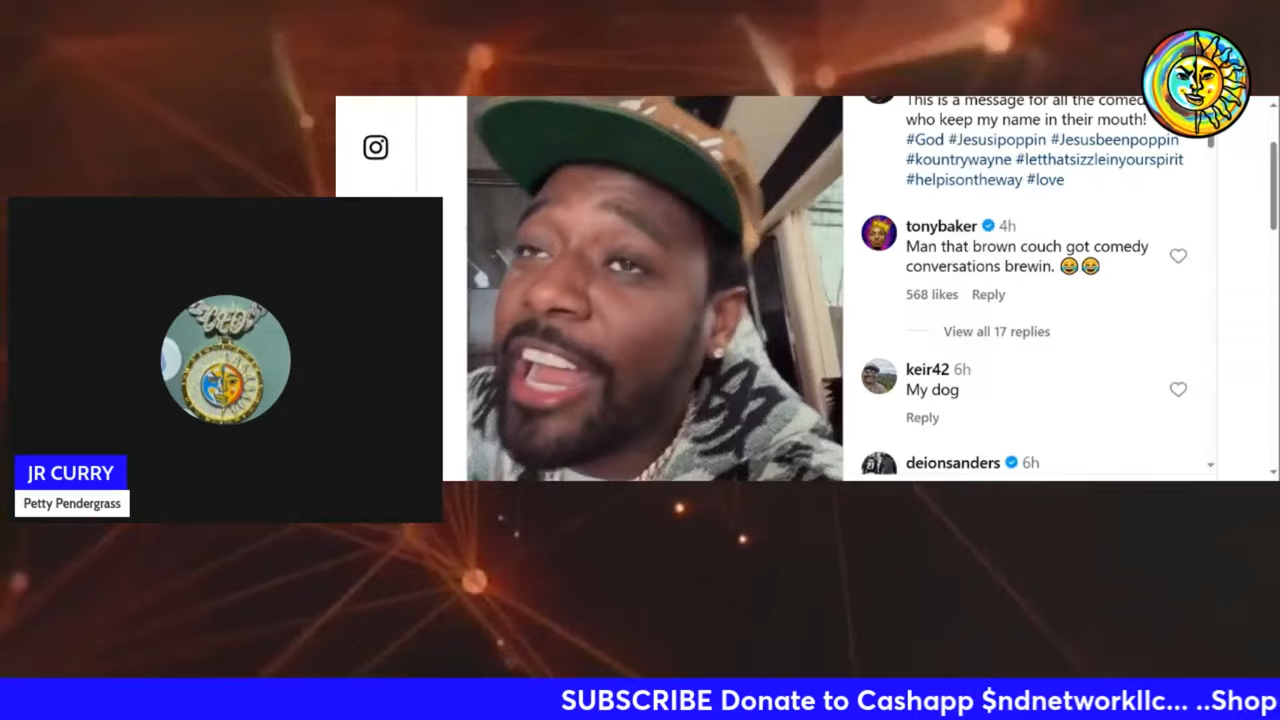 This is a message for all the comed
who keep my name in their mouth!
#God #Jesusipoppin #Jesusbeenpoppin
#kountrywayne #letthatsizzleinyourspirit
#helpisontheway #love
tonybaker 4h
Man that brown couch got comedy
conversations brewin. 😂😂
568 likes Reply
View all 17 replies
keir42 6h
My dog
Reply
deionsanders 6h
JR CURRY
Petty Pendergrass
SUBSCRIBE Donate to Cashapp $ndnetworkllc... ..Shop